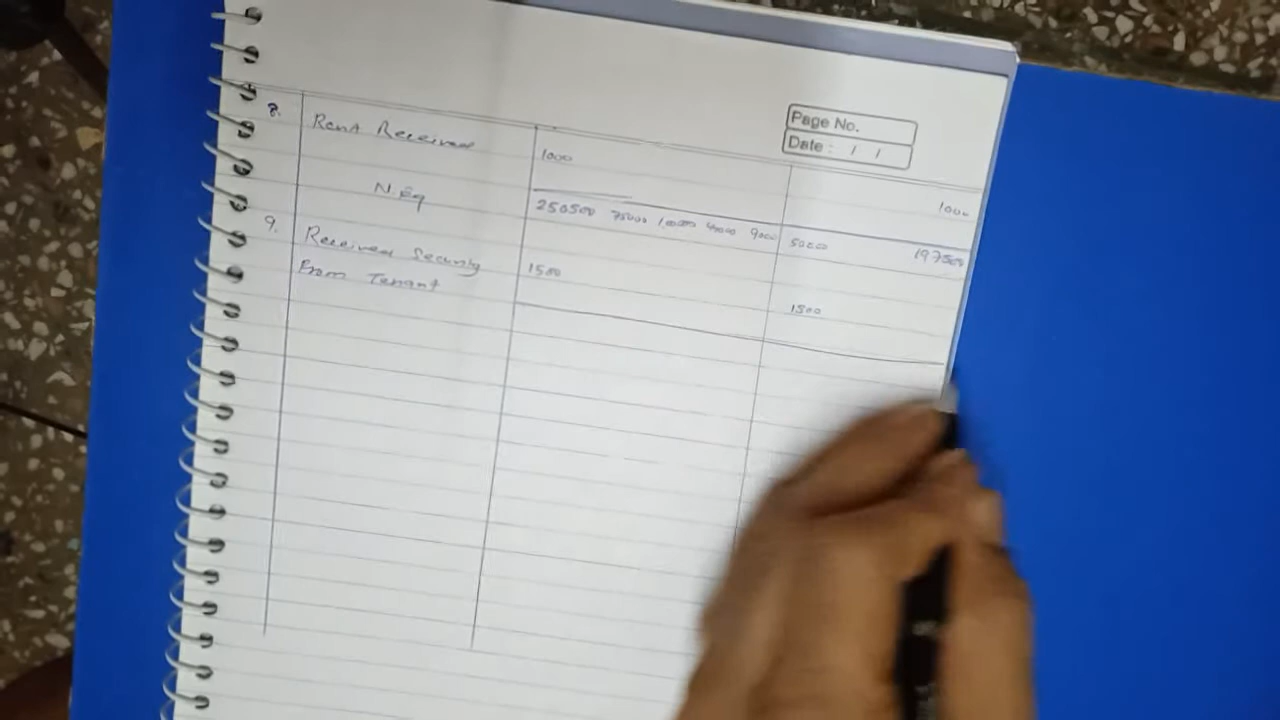 Page No.
Date : / /
8. Rent Received 1000 1000
N. Eq 250500 75000 10000 9000 50000 197500
9. Received Security 1500 1500
From Tenant